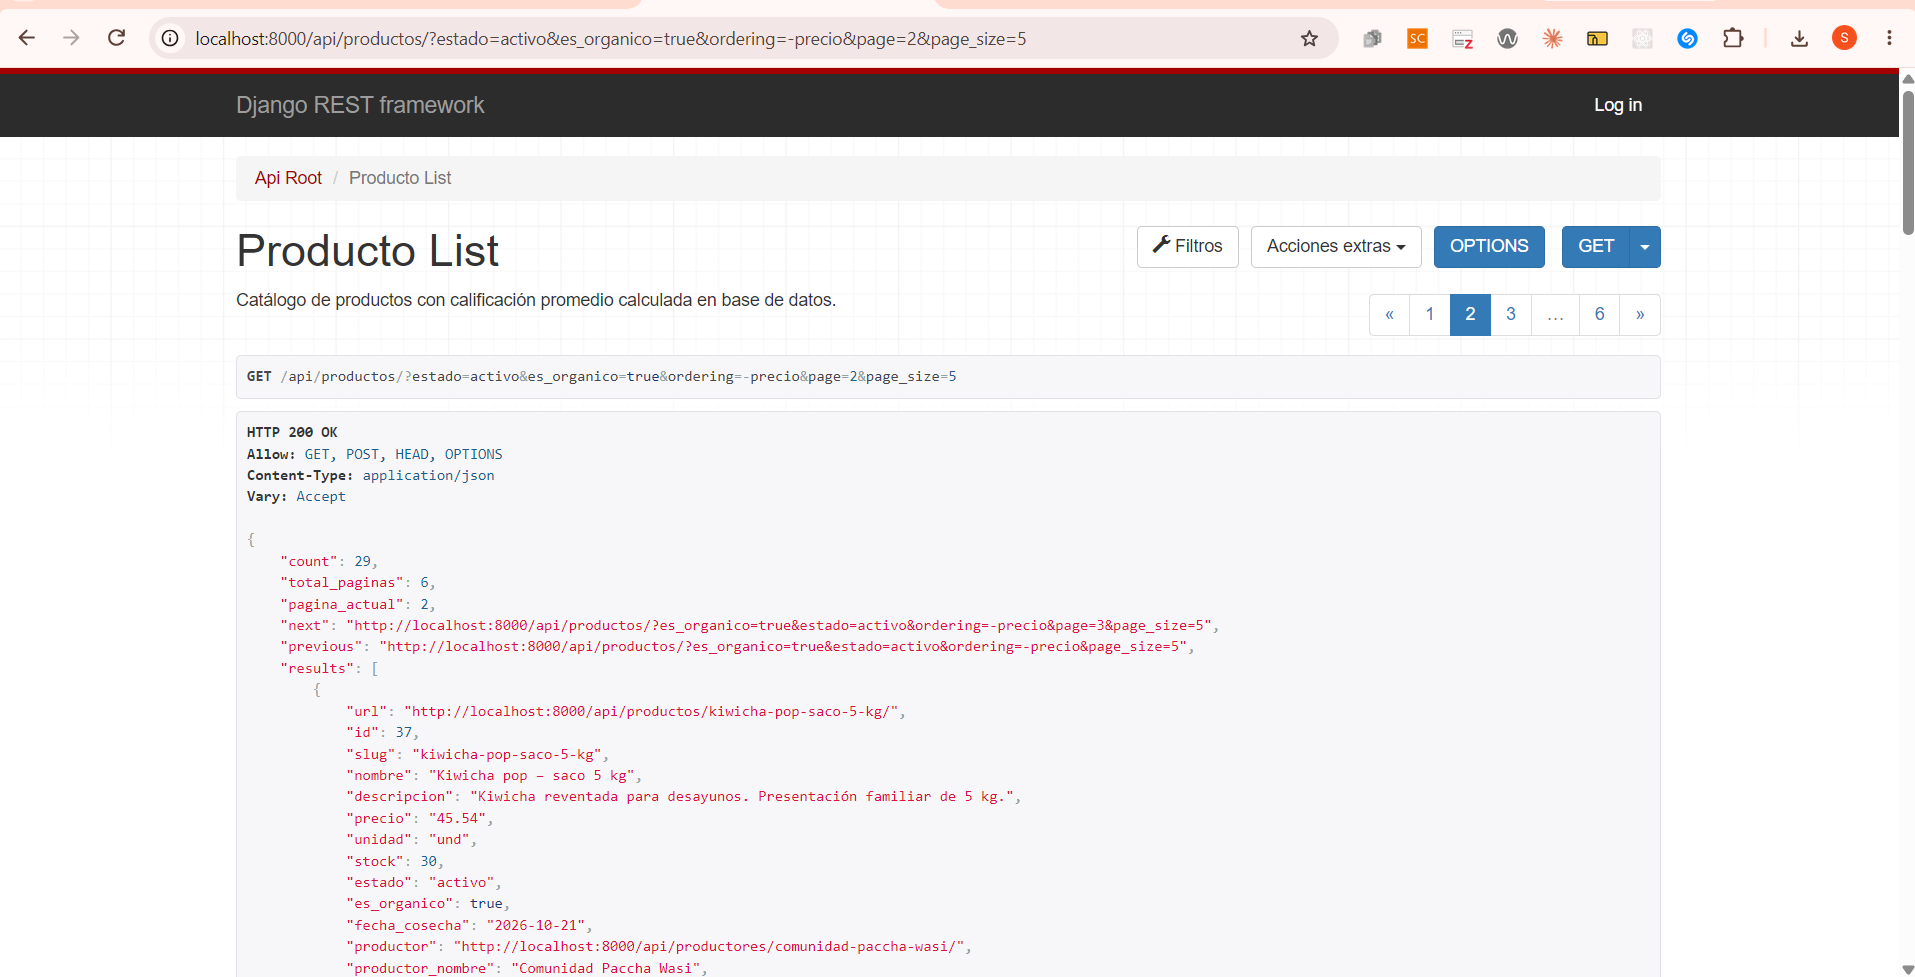 localhost:8000/api/productos/?estado=activo&es_organico=true&ordering=-precio&page=2&page_size=5
SC
S
Django REST framework
Log in
Api Root / Producto List
Producto List
Filtros
Acciones extras
OPTIONS
GET
Catálogo de productos con calificación promedio calculada en base de datos.
« 1 2 3 … 6 »
GET /api/productos/?estado=activo&es_organico=true&ordering=-precio&page=2&page_size=5
HTTP 200 OK
Allow: GET, POST, HEAD, OPTIONS
Content-Type: application/json
Vary: Accept
{
"count": 29,
"total_paginas": 6,
"pagina_actual": 2,
"next": "http://localhost:8000/api/productos/?es_organico=true&estado=activo&ordering=-precio&page=3&page_size=5",
"previous": "http://localhost:8000/api/productos/?es_organico=true&estado=activo&ordering=-precio&page_size=5",
"results": [
{
"url": "http://localhost:8000/api/productos/kiwicha-pop-saco-5-kg/",
"id": 37,
"slug": "kiwicha-pop-saco-5-kg",
"nombre": "Kiwicha pop – saco 5 kg",
"descripcion": "Kiwicha reventada para desayunos. Presentación familiar de 5 kg.",
"precio": "45.54",
"unidad": "und",
"stock": 30,
"estado": "activo",
"es_organico": true,
"fecha_cosecha": "2026-10-21",
"productor": "http://localhost:8000/api/productores/comunidad-paccha-wasi/",
"productor_nombre": "Comunidad Paccha Wasi",